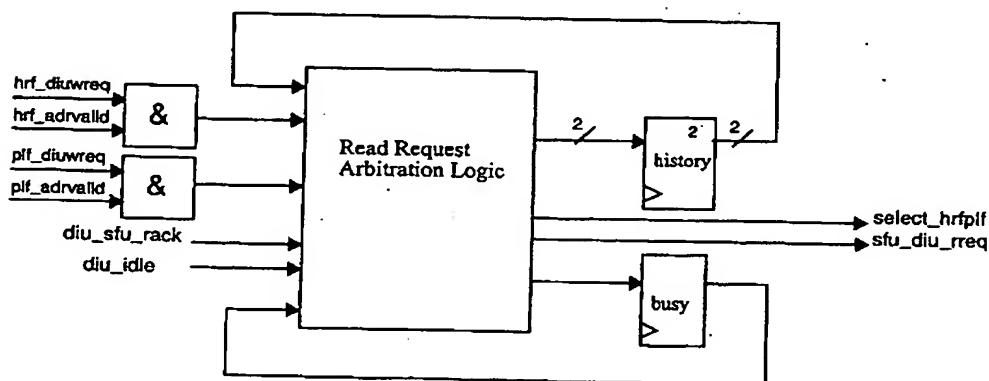 hrf_diuwreq
hrf_adrvalid
&
plf_diuwreq
plf_adrvalid
&
diu_sfu_rack
diu_idle
Read Request
Arbitration Logic
2
2
2
history
select_hrfplf
sfu_diu_rreq
busy